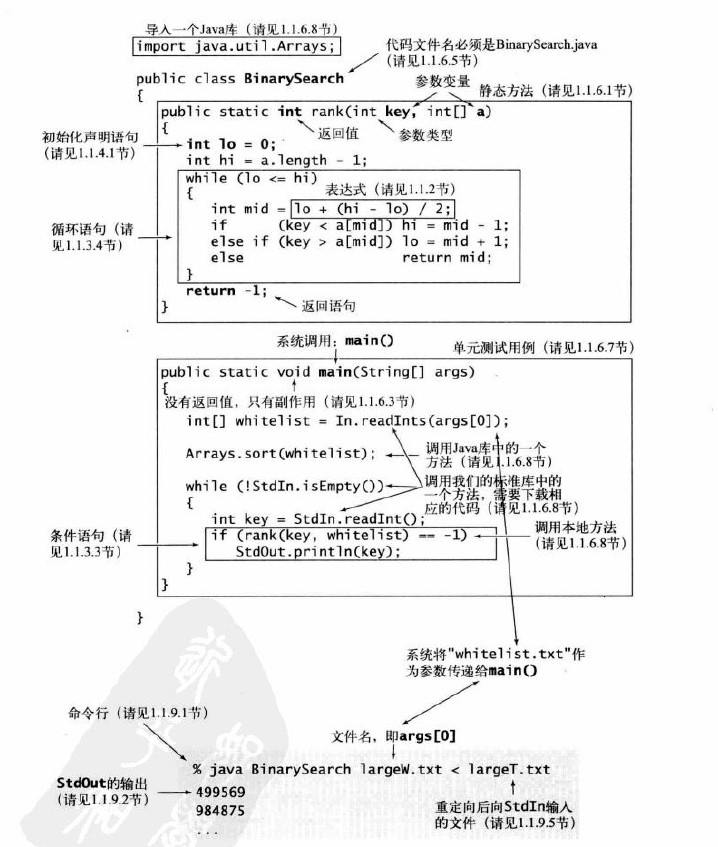 导入一个Java库（请见1.1.6.8节）
import java.util.Arrays;
代码文件名必须是BinarySearch.java
（请见1.1.6.5节）
public class BinarySearch
{
参数变量
静态方法（请见1.1.6.1节）
public static int rank(int key, int[] a)
{
返回值
参数类型
初始化声明语句
（请见1.1.4.1节）
int lo = 0;
int hi = a.length - 1;
while (lo <= hi)
{
表达式（请见1.1.2节）
int mid = lo + (hi - lo) / 2;
if (key < a[mid]) hi = mid - 1;
循环语句（请
见1.1.3.4节）
else if (key > a[mid]) lo = mid + 1;
else return mid;
}
return -1;
}
返回语句
系统调用：main()
单元测试用例（请见1.1.6.7节）
public static void main(String[] args)
{
没有返回值，只有副作用（请见1.1.6.3节）
int[] whitelist = In.readInts(args[0]);
Arrays.sort(whitelist);
调用Java库中的一个
方法（请见1.1.6.8节）
while (!StdIn.isEmpty())
调用我们的标准库中的
一个方法，需要下载相
应的代码（请见1.1.6.8节）
{
int key = StdIn.readInt();
条件语句（请
见1.1.3.3节）
if (rank(key, whitelist) == -1)
StdOut.println(key);
调用本地方法
（请见1.1.6.8节）
}
}
}
系统将"whitelist.txt"作
为参数传递给main()
命令行（请见1.1.9.1节）
文件名，即args[0]
% java BinarySearch largeW.txt < largeT.txt
StdOut的输出
（请见1.1.9.2节）
499569
984875
...
重定向后向StdIn输入
的文件（请见1.1.9.5节）